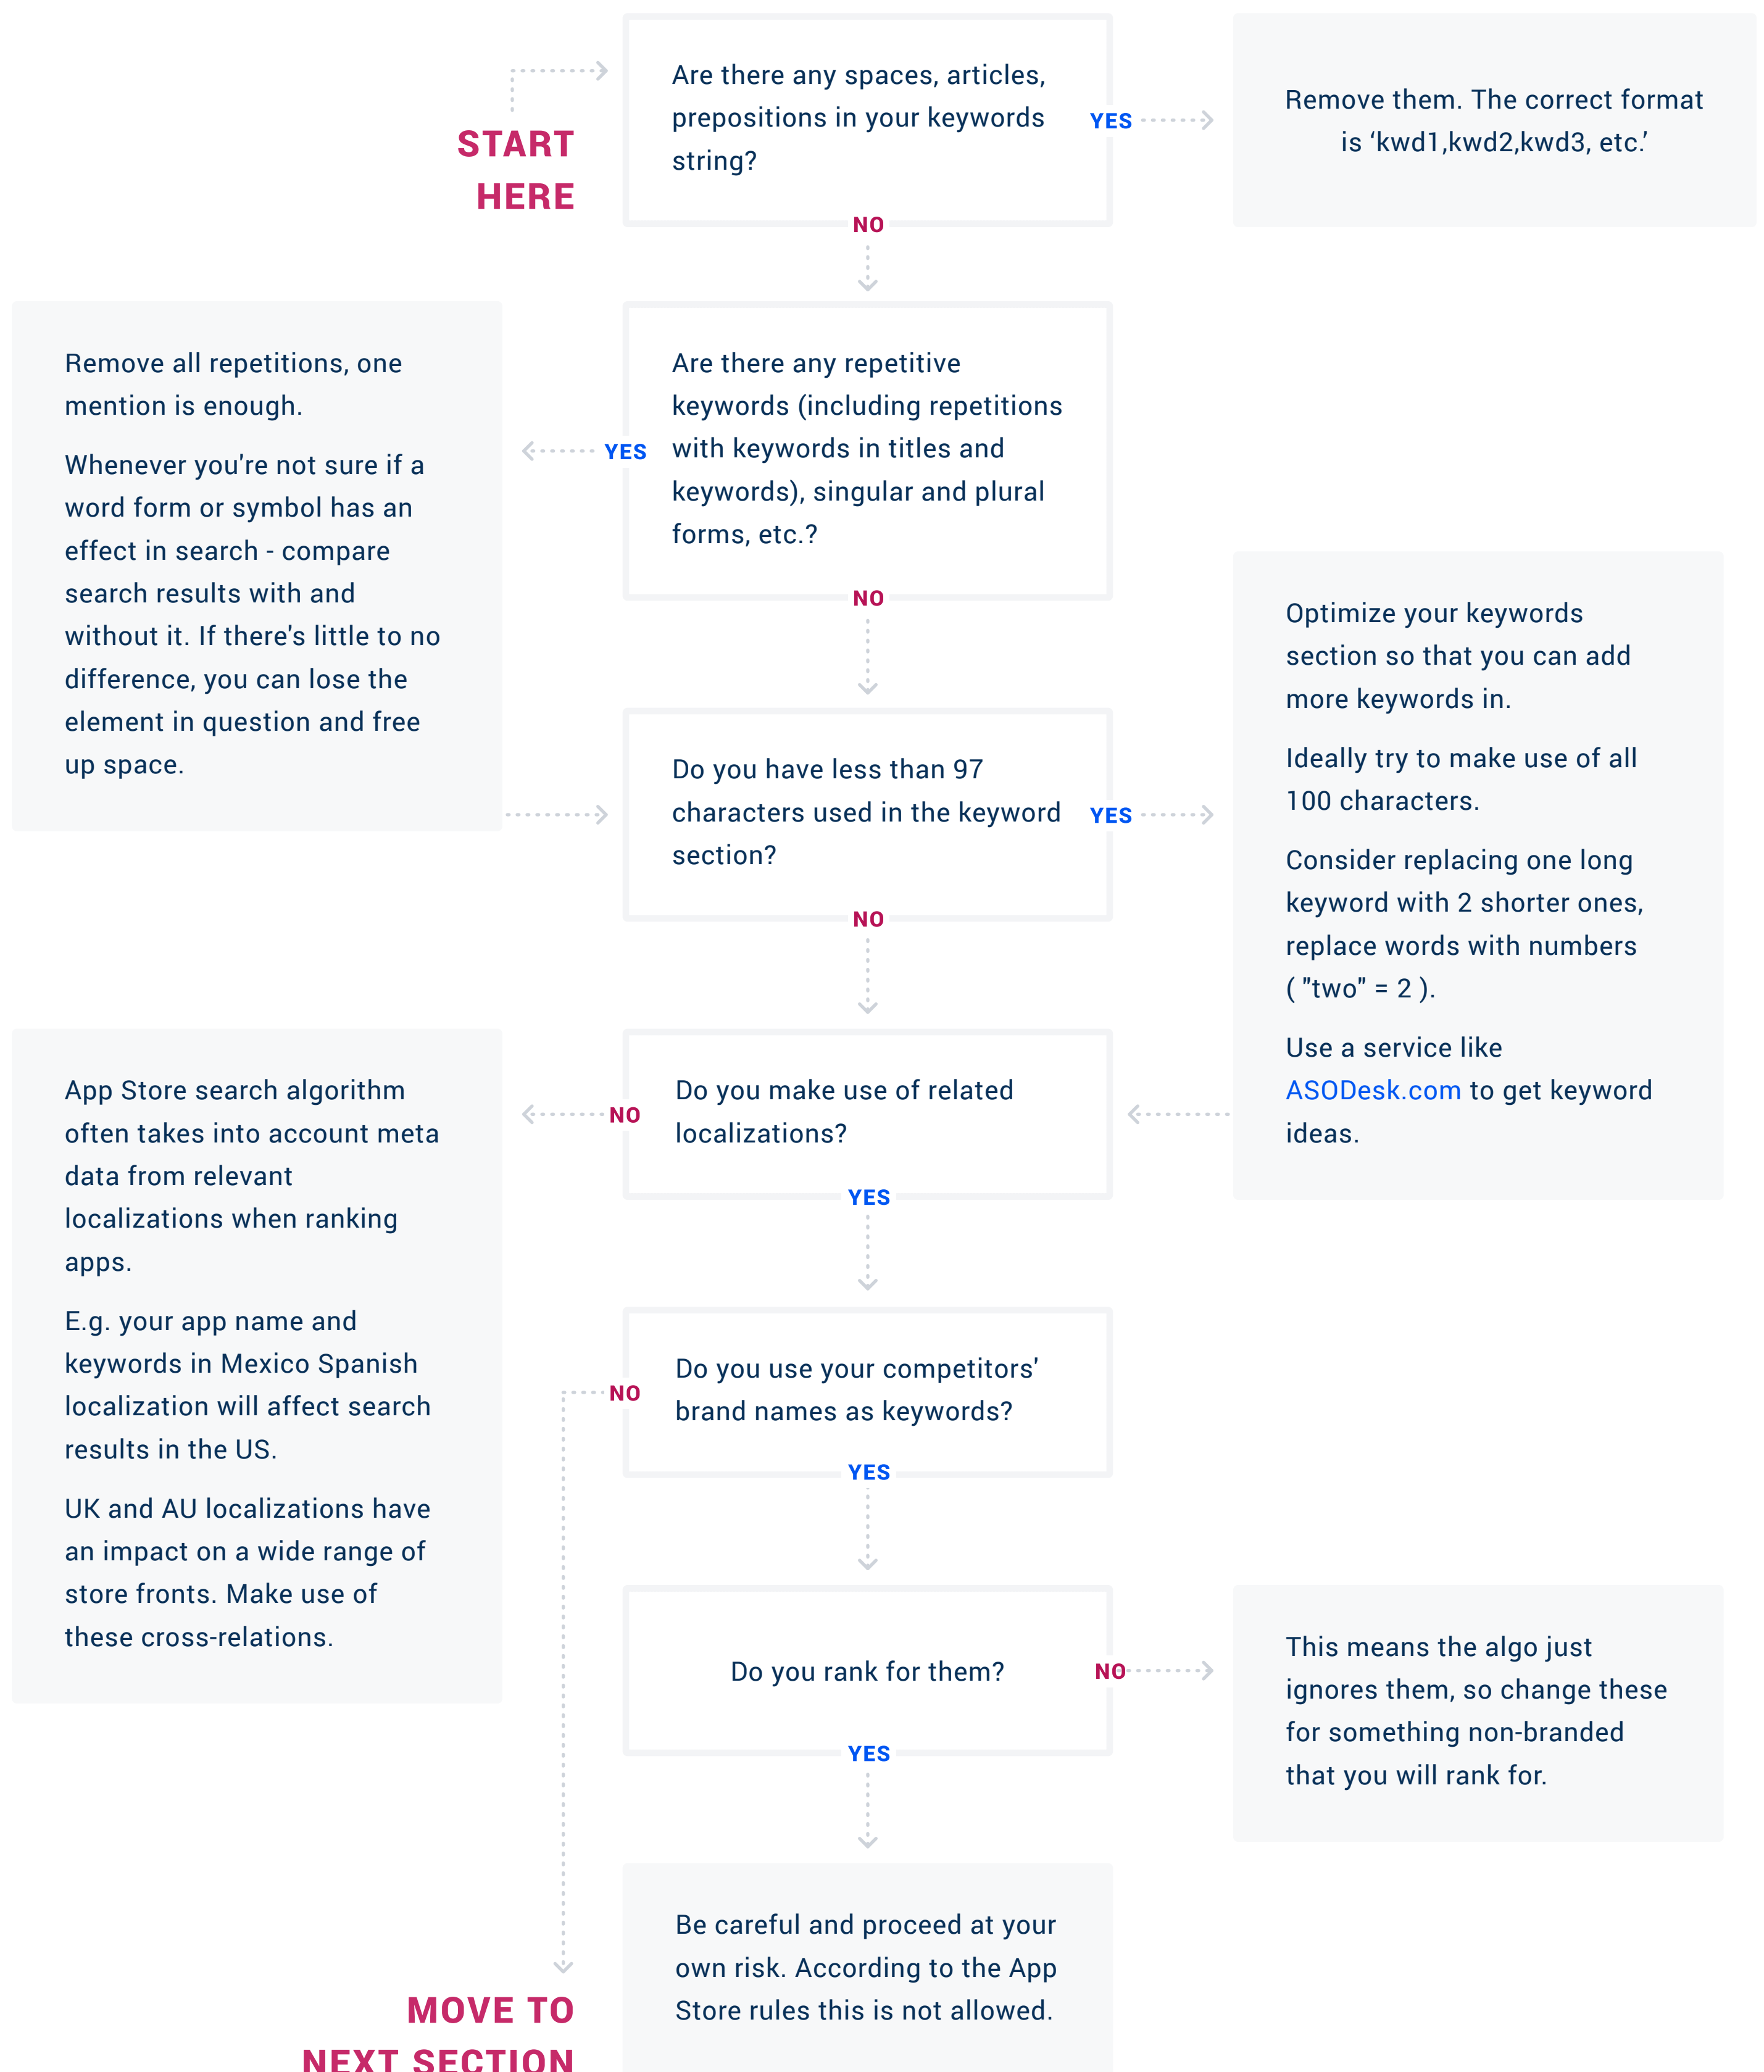 START
HERE
Are there any spaces, articles,
prepositions in your keywords
string?
YES
Remove them. The correct format
is ‘kwd1,kwd2,kwd3, etc.’
NO
Are there any repetitive
keywords (including repetitions
with keywords in titles and
keywords), singular and plural
forms, etc.?
YES
Remove all repetitions, one
mention is enough.
Whenever you're not sure if a
word form or symbol has an
effect in search - compare
search results with and
without it. If there's little to no
difference, you can lose the
element in question and free
up space.
NO
Do you have less than 97
characters used in the keyword
section?
YES
Optimize your keywords
section so that you can add
more keywords in.
Ideally try to make use of all
100 characters.
Consider replacing one long
keyword with 2 shorter ones,
replace words with numbers
( "two" = 2 ).
Use a service like
ASODesk.com to get keyword
ideas.
NO
Do you make use of related
localizations?
NO
App Store search algorithm
often takes into account meta
data from relevant
localizations when ranking
apps.
E.g. your app name and
keywords in Mexico Spanish
localization will affect search
results in the US.
UK and AU localizations have
an impact on a wide range of
store fronts. Make use of
these cross-relations.
YES
Do you use your competitors'
brand names as keywords?
NO
YES
Do you rank for them?
NO
This means the algo just
ignores them, so change these
for something non-branded
that you will rank for.
YES
Be careful and proceed at your
own risk. According to the App
Store rules this is not allowed.
MOVE TO
NEXT SECTION